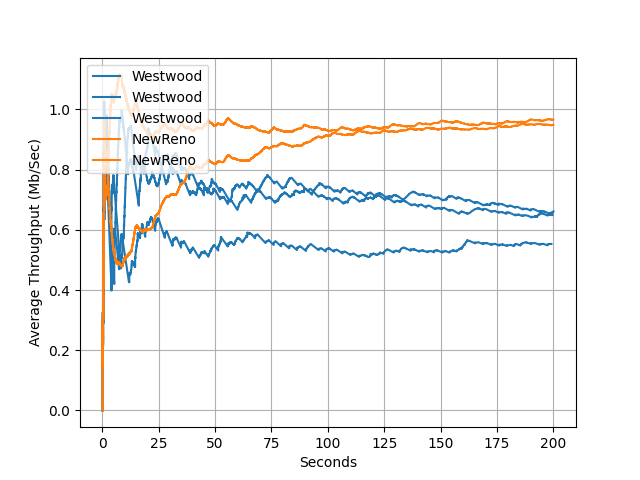 Westwood
Westwood
Westwood
NewReno
NewReno
1.0
0.8
0.6
0.4
0.2
0.0
Average Throughput (Mb/Sec)
0 25 50 75 100 125 150 175 200
Seconds